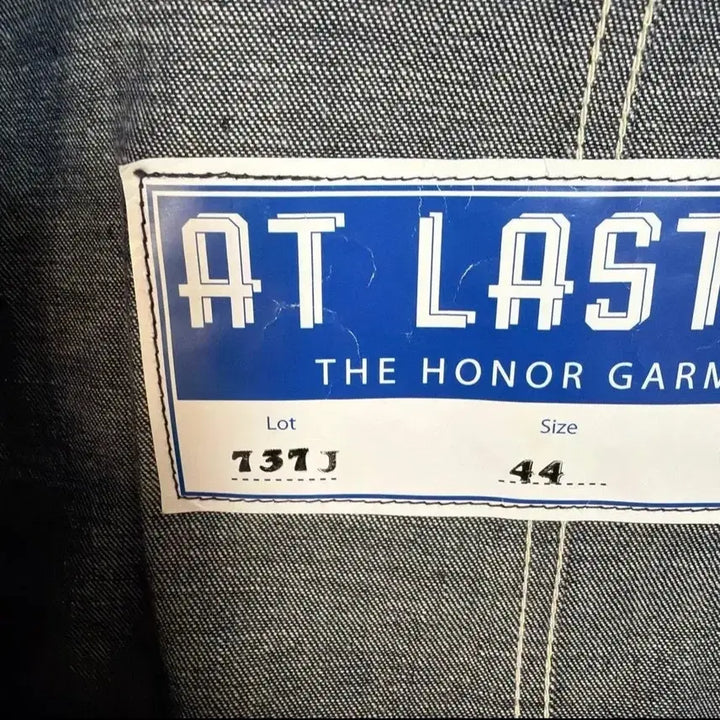 AT LAST
THE HONOR GARM
Lot Size
737J 44